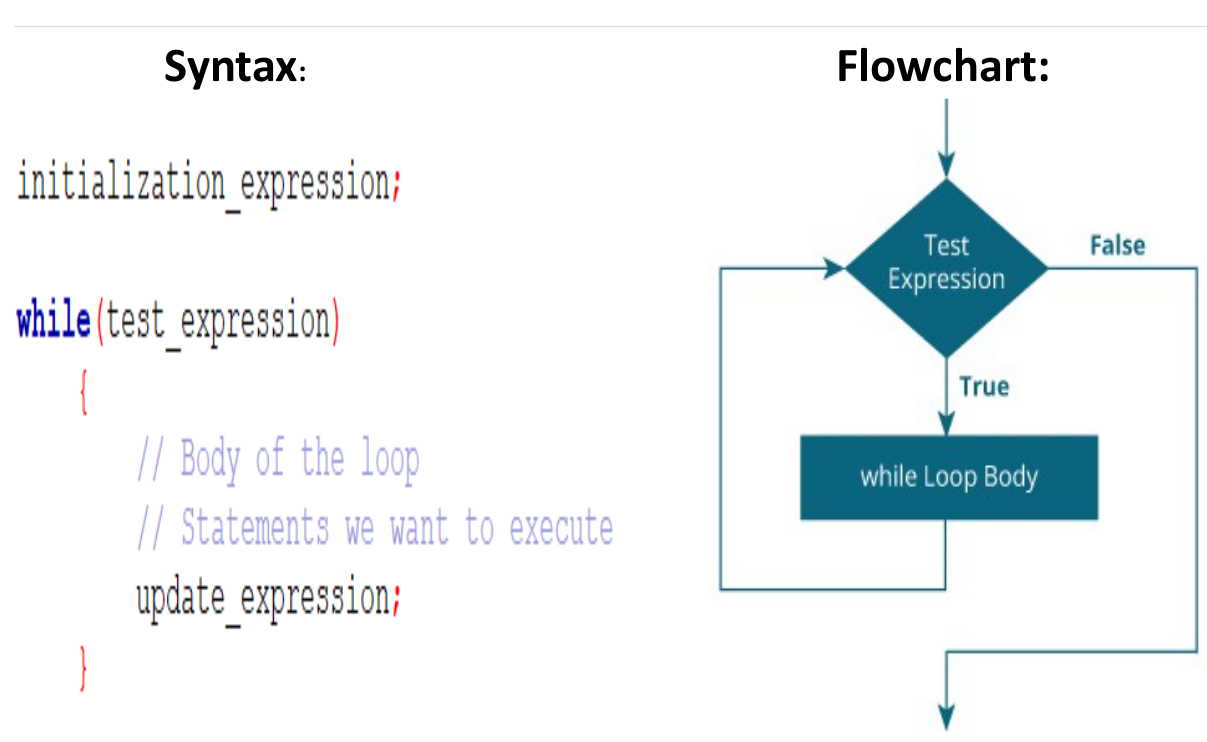 Syntax:
initialization_expression;
while(test_expression)
{
// Body of the loop
// Statements we want to execute
update_expression;
}
Flowchart:
Test
Expression
False
True
while Loop Body